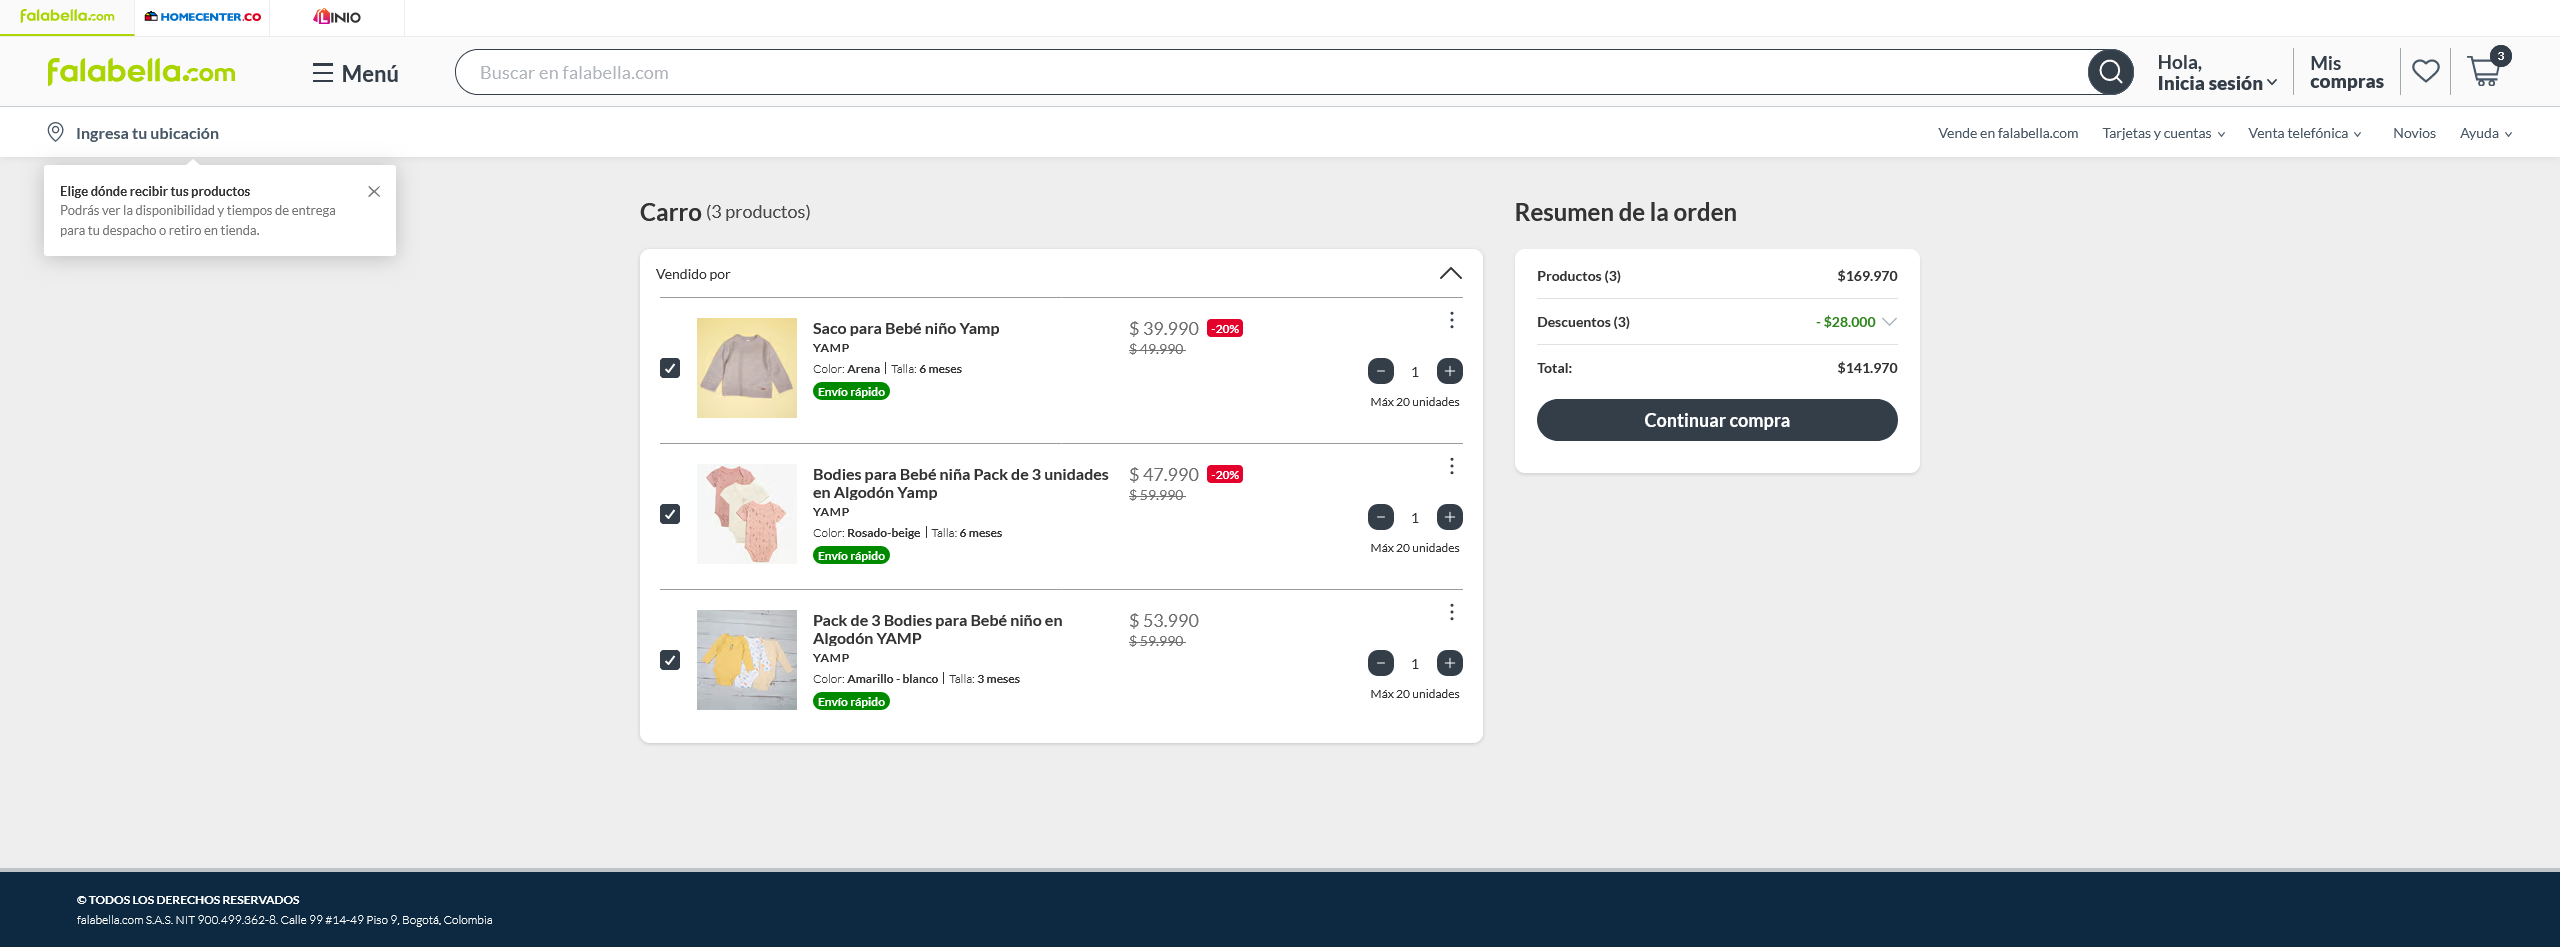 falabella.com
HOMECENTER.CO
LINIO
falabella.com
Menú
Buscar en falabella.com
Hola,
Inicia sesión
Mis
compras
3
Ingresa tu ubicación
Vende en falabella.com
Tarjetas y cuentas
Venta telefónica
Novios
Ayuda
Elige dónde recibir tus productos
Podrás ver la disponibilidad y tiempos de entrega
para tu despacho o retiro en tienda.
Carro (3 productos)
Vendido por
Saco para Bebé niño Yamp
YAMP
Color: Arena | Talla: 6 meses
Envío rápido
$ 39.990 -20%
$ 49.990
1
Máx 20 unidades
Bodies para Bebé niña Pack de 3 unidades
en Algodón Yamp
YAMP
Color: Rosado-beige | Talla: 6 meses
Envío rápido
$ 47.990 -20%
$ 59.990
1
Máx 20 unidades
Pack de 3 Bodies para Bebé niño en
Algodón YAMP
YAMP
Color: Amarillo - blanco | Talla: 3 meses
Envío rápido
$ 53.990
$ 59.990
1
Máx 20 unidades
Resumen de la orden
Productos (3) $169.970
Descuentos (3) - $28.000
Total: $141.970
Continuar compra
© TODOS LOS DERECHOS RESERVADOS
falabella.com S.A.S. NIT 900.499.362-8. Calle 99 #14-49 Piso 9, Bogotá, Colombia